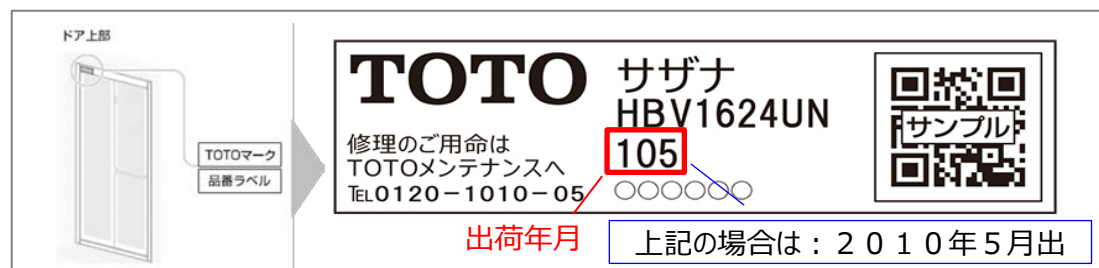 ドア上部
TOTOマーク
品番ラベル
TOTO
サザナ
HBV1624UN
修理のご用命は
TOTOメンテナンスへ
105
℡0120-1010-05
○○○○○○
サンプル
出荷年月
上記の場合は：２０１０年５月出